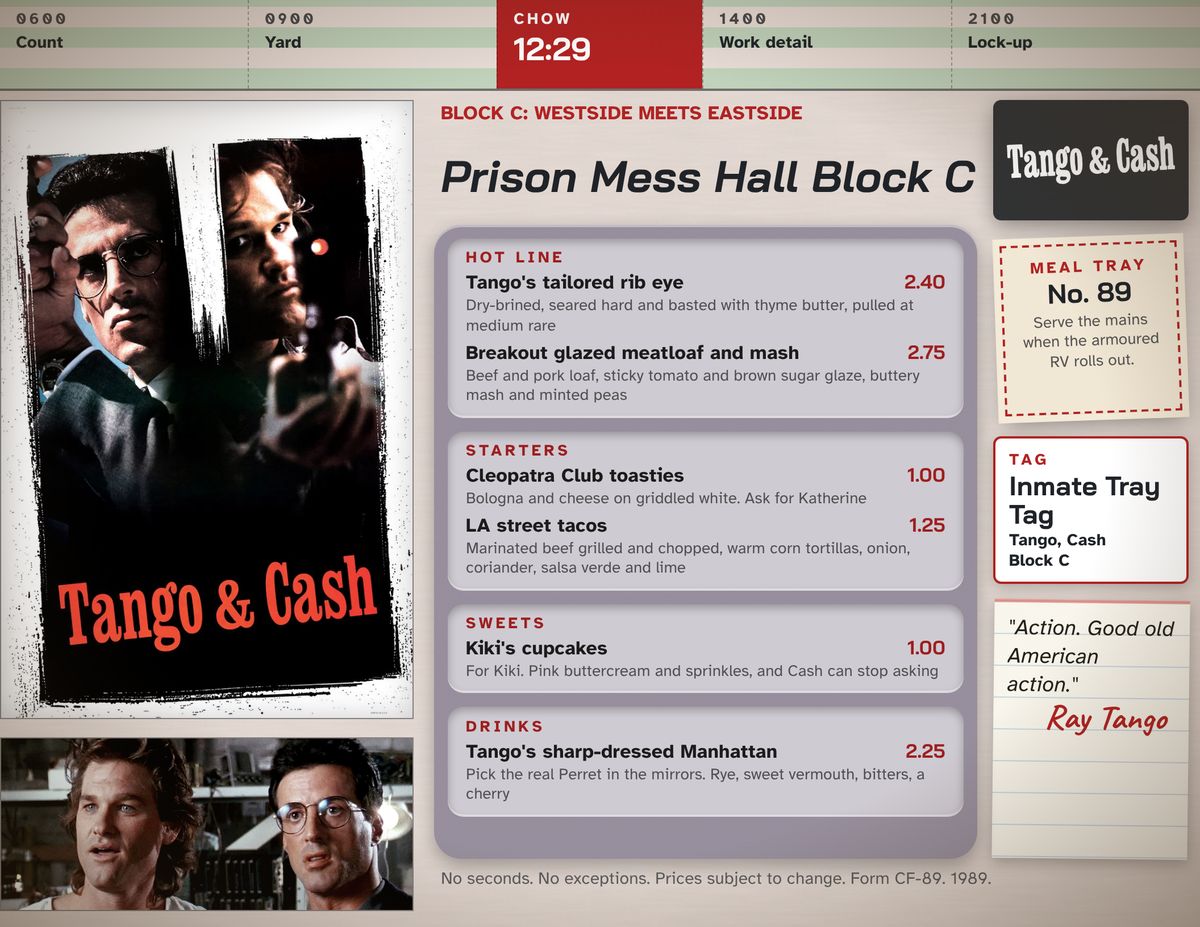 0600
Count
0900
Yard
CHOW
12:29
1400
Work detail
2100
Lock-up
Tango & Cash
BLOCK C: WESTSIDE MEETS EASTSIDE
Prison Mess Hall Block C
HOT LINE
Tango's tailored rib eye 2.40
Dry-brined, seared hard and basted with thyme butter, pulled at
medium rare
Breakout glazed meatloaf and mash 2.75
Beef and pork loaf, sticky tomato and brown sugar glaze, buttery
mash and minted peas
STARTERS
Cleopatra Club toasties 1.00
Bologna and cheese on griddled white. Ask for Katherine
LA street tacos 1.25
Marinated beef grilled and chopped, warm corn tortillas, onion,
coriander, salsa verde and lime
SWEETS
Kiki's cupcakes 1.00
For Kiki. Pink buttercream and sprinkles, and Cash can stop asking
DRINKS
Tango's sharp-dressed Manhattan 2.25
Pick the real Perret in the mirrors. Rye, sweet vermouth, bitters, a
cherry
No seconds. No exceptions. Prices subject to change. Form CF-89. 1989.
Tango & Cash
MEAL TRAY
No. 89
Serve the mains
when the armoured
RV rolls out.
TAG
Inmate Tray
Tag
Tango, Cash
Block C
"Action. Good old
American
action."
Ray Tango